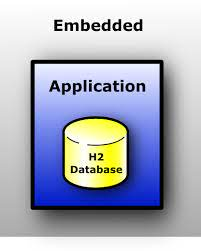 Embedded
Application
H2
Database